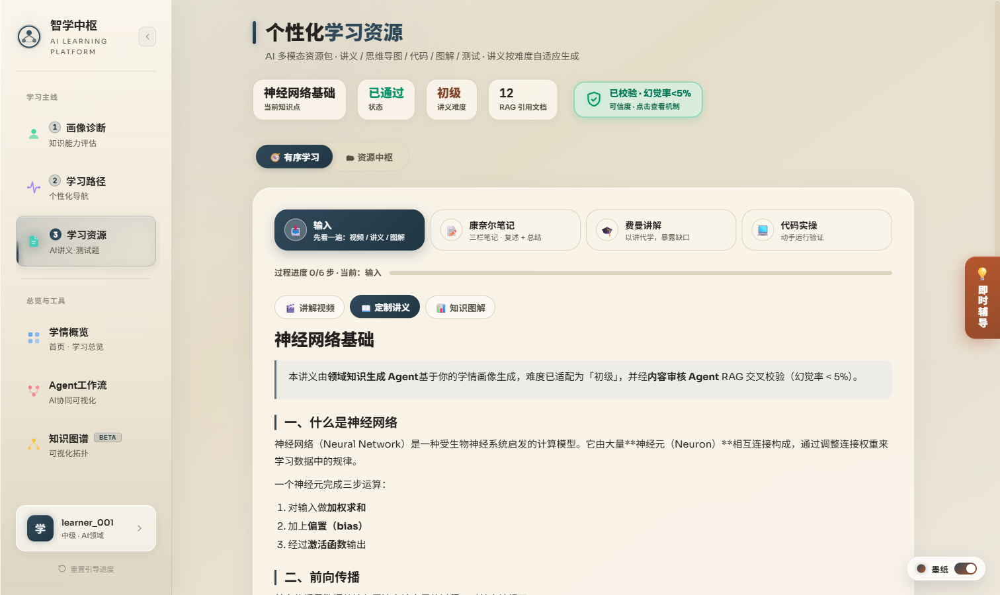 智学中枢
AI LEARNING
PLATFORM
学习主线
1 画像诊断
知识能力评估
2 学习路径
个性化导航
3 学习资源
AI讲义·测试题
总览与工具
学情概览
首页 · 学习总览
Agent工作流
AI协同可视化
知识图谱 BETA
可视化拓扑
学
learner_001
中级 · AI领域
重置引导进度
个性化学习资源
AI 多模态资源包 · 讲义 / 思维导图 / 代码 / 图解 / 测试 · 讲义按难度自适应生成
神经网络基础
当前知识点
已通过
状态
初级
讲义难度
12
RAG 引用文档
已校验 · 幻觉率<5%
可信度 · 点击查看机制
有序学习
资源中枢
输入
先看一遍：视频 / 讲义 / 图解
康奈尔笔记
三栏笔记 · 复述 + 总结
费曼讲解
以讲代学，暴露缺口
代码实操
动手运行验证
过程进度 0/6 步 · 当前：输入
讲解视频
定制讲义
知识图解
神经网络基础
本讲义由领域知识生成 Agent基于你的学情画像生成，难度已适配为「初级」，并经内容审核 Agent RAG 交叉校验（幻觉率 < 5%）。
一、什么是神经网络
神经网络（Neural Network）是一种受生物神经系统启发的计算模型。它由大量**神经元（Neuron）**相互连接构成，通过调整连接权重来
学习数据中的规律。
一个神经元完成三步运算：
1. 对输入做加权求和
2. 加上偏置（bias）
3. 经过激活函数输出
二、前向传播
即时辅导
墨纸